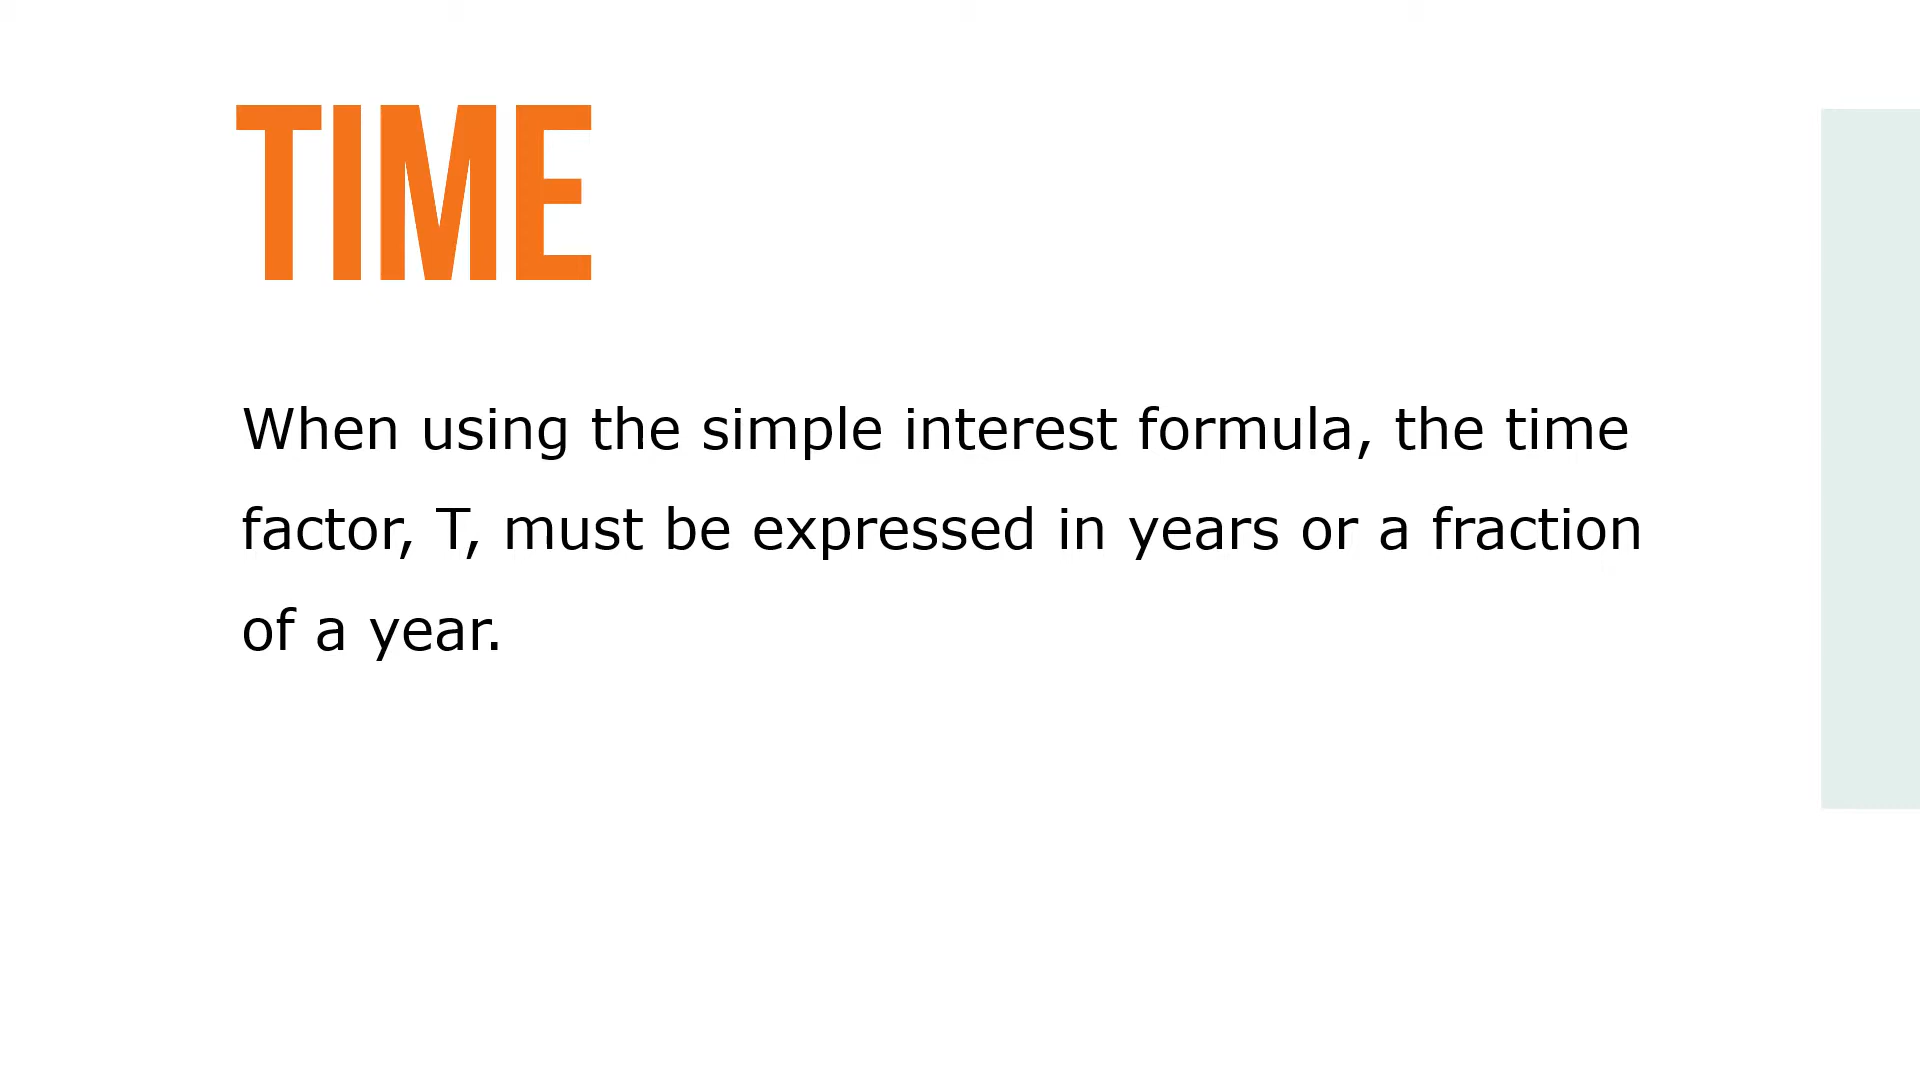 TIME
When using the simple interest formula, the time
factor, T, must be expressed in years or a fraction
of a year.